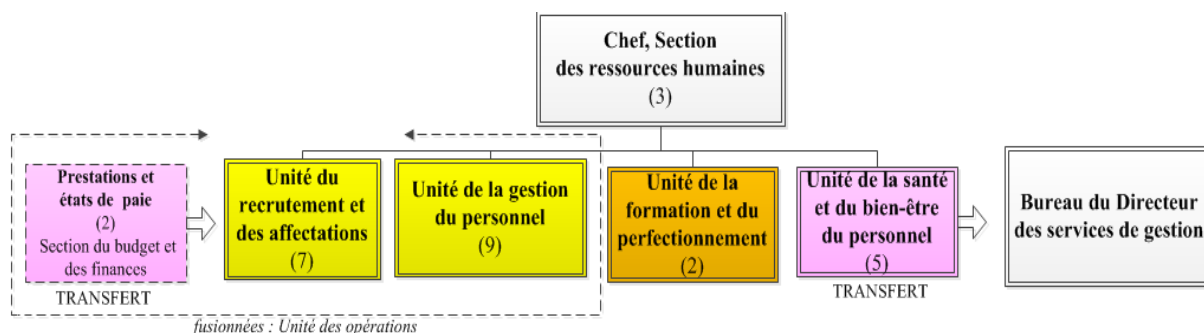 Chef, Section
des ressources humaines
(3)
Prestations et
états de paie
(2)
Section du budget et
des finances
TRANSFERT
Unité du
recrutement et
des affectations
(7)
Unité de la gestion
du personnel
(9)
Unité de la
formation et du
perfectionnement
(2)
Unité de la santé
et du bien-être
du personnel
(5)
TRANSFERT
Bureau du Directeur
des services de gestion
fusionnées : Unité des opérations